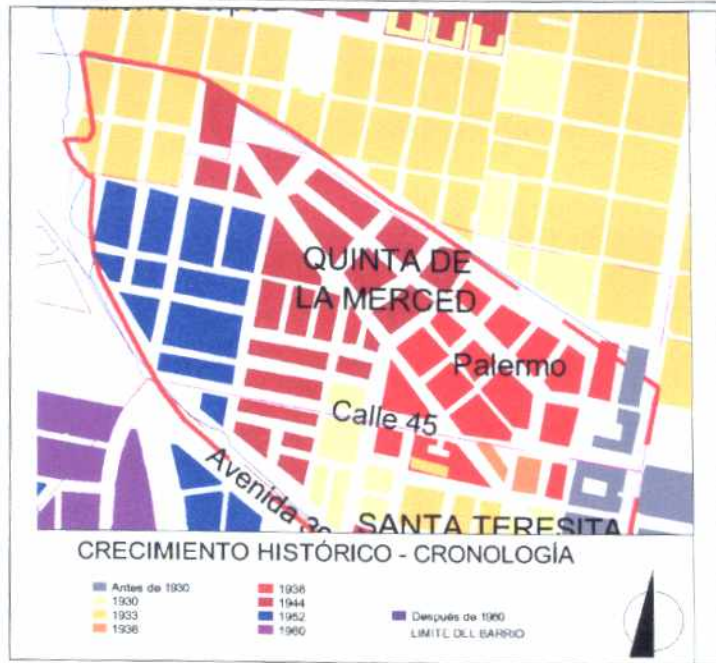 QUINTA DE
LA MERCED
Palermo
Calle 45
Avenida
SANTA TERESITA
CRECIMIENTO HISTÓRICO - CRONOLOGÍA
Antes de 1930
1930
1933
1936
1938
1944
1952
1960
Después de 1960
LIMITE DEL BARRIO